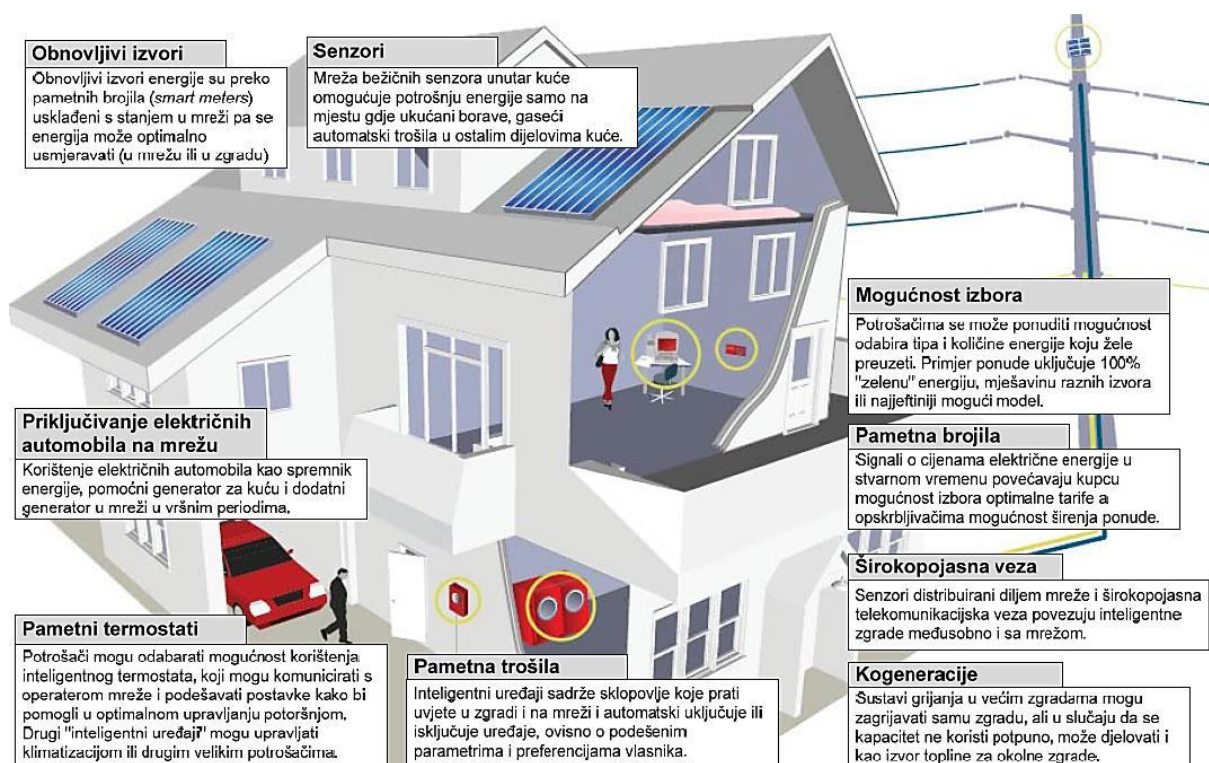 Obnovljivi izvori
Obnovljivi izvori energije su preko
pametnih brojila (smart meters)
usklađeni s stanjem u mreži pa se
energija može optimalno
usmjeravati (u mrežu ili u zgradu)
Senzori
Mreža bežičnih senzora unutar kuće
omogućuje potrošnju energije samo na
mjestu gdje ukućani borave, gaseći
automatski trošila u ostalim dijelovima kuće.
Mogućnost izbora
Potrošačima se može ponuditi mogućnost
odabira tipa i količine energije koju žele
preuzeti. Primjer ponude uključuje 100%
"zelenu" energiju, mješavinu raznih izvora
ili najjeftiniji mogući model.
Priključivanje električnih
automobila na mrežu
Korištenje električnih automobila kao spremnik
energije, pomoćni generator za kuću i dodatni
generator u mreži u vršnim periodima.
Pametna brojila
Signali o cijenama električne energije u
stvarnom vremenu povećavaju kupcu
mogućnost izbora optimalne tarife a
opskrbljivačima mogućnost širenja ponude.
Širokopojasna veza
Senzori distribuirani diljem mreže i širokopojasna
telekomunikacijska veza povezuju inteligentne
zgrade međusobno i sa mrežom.
Pametni termostati
Potrošači mogu odabarati mogućnost korištenja
inteligentnog termostata, koji mogu komunicirati s
operaterom mreže i podešavati postavke kako bi
pomogli u optimalnom upravljanju potoršnjom.
Drugi "inteligentni uređaji" mogu upravljati
klimatizacijom ili drugim velikim potrošačima.
Pametna trošila
Inteligentni uređaji sadrže sklopovlje koje prati
uvjete u zgradi i na mreži i automatski uključuje ili
isključuje uređaje, ovisno o podešenim
parametrima i preferencijama vlasnika.
Kogeneracije
Sustavi grijanja u većim zgradama mogu
zagrijavati samu zgradu, ali u slučaju da se
kapacitet ne koristi potpuno, može djelovati i
kao izvor topline za okolne zgrade.